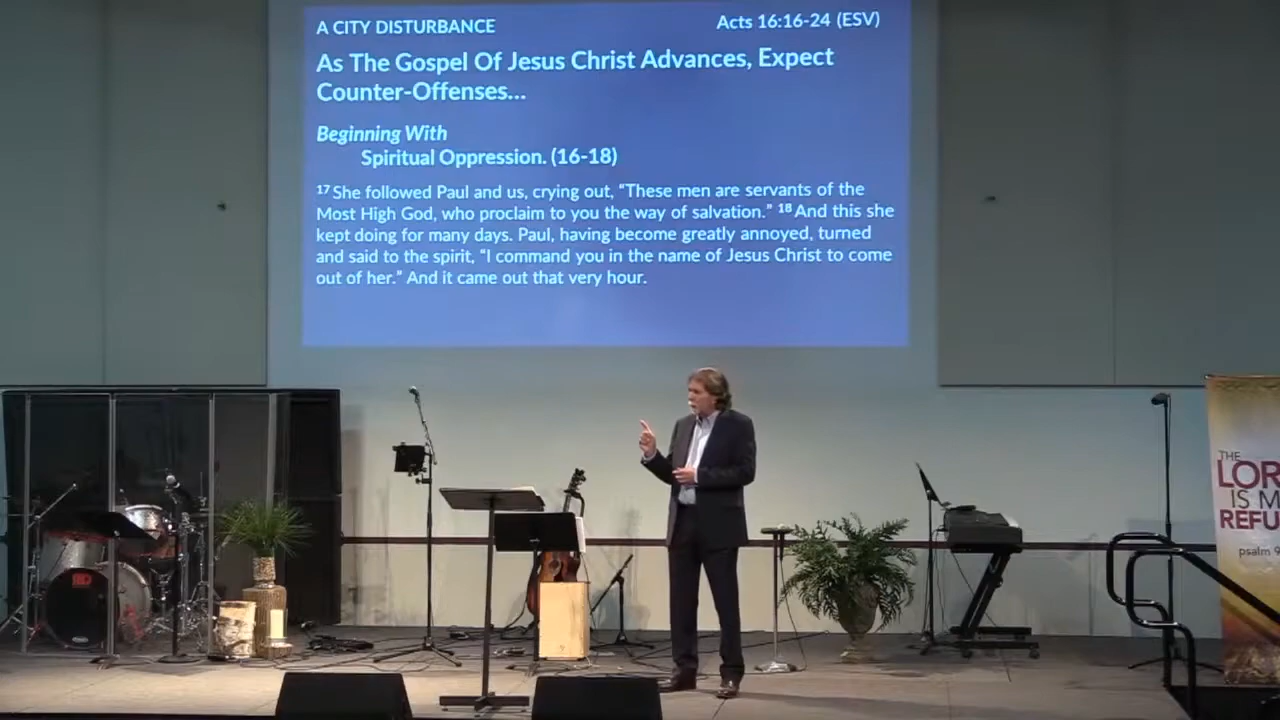 A CITY DISTURBANCE
Acts 16:16-24 (ESV)
As The Gospel Of Jesus Christ Advances, Expect
Counter-Offenses...
Beginning With
Spiritual Oppression. (16-18)
17 She followed Paul and us, crying out, “These men are servants of the
Most High God, who proclaim to you the way of salvation.” 18 And this she
kept doing for many days. Paul, having become greatly annoyed, turned
and said to the spirit, “I command you in the name of Jesus Christ to come
out of her.” And it came out that very hour.
THE
LOR
IS M
REFU
psalm 9